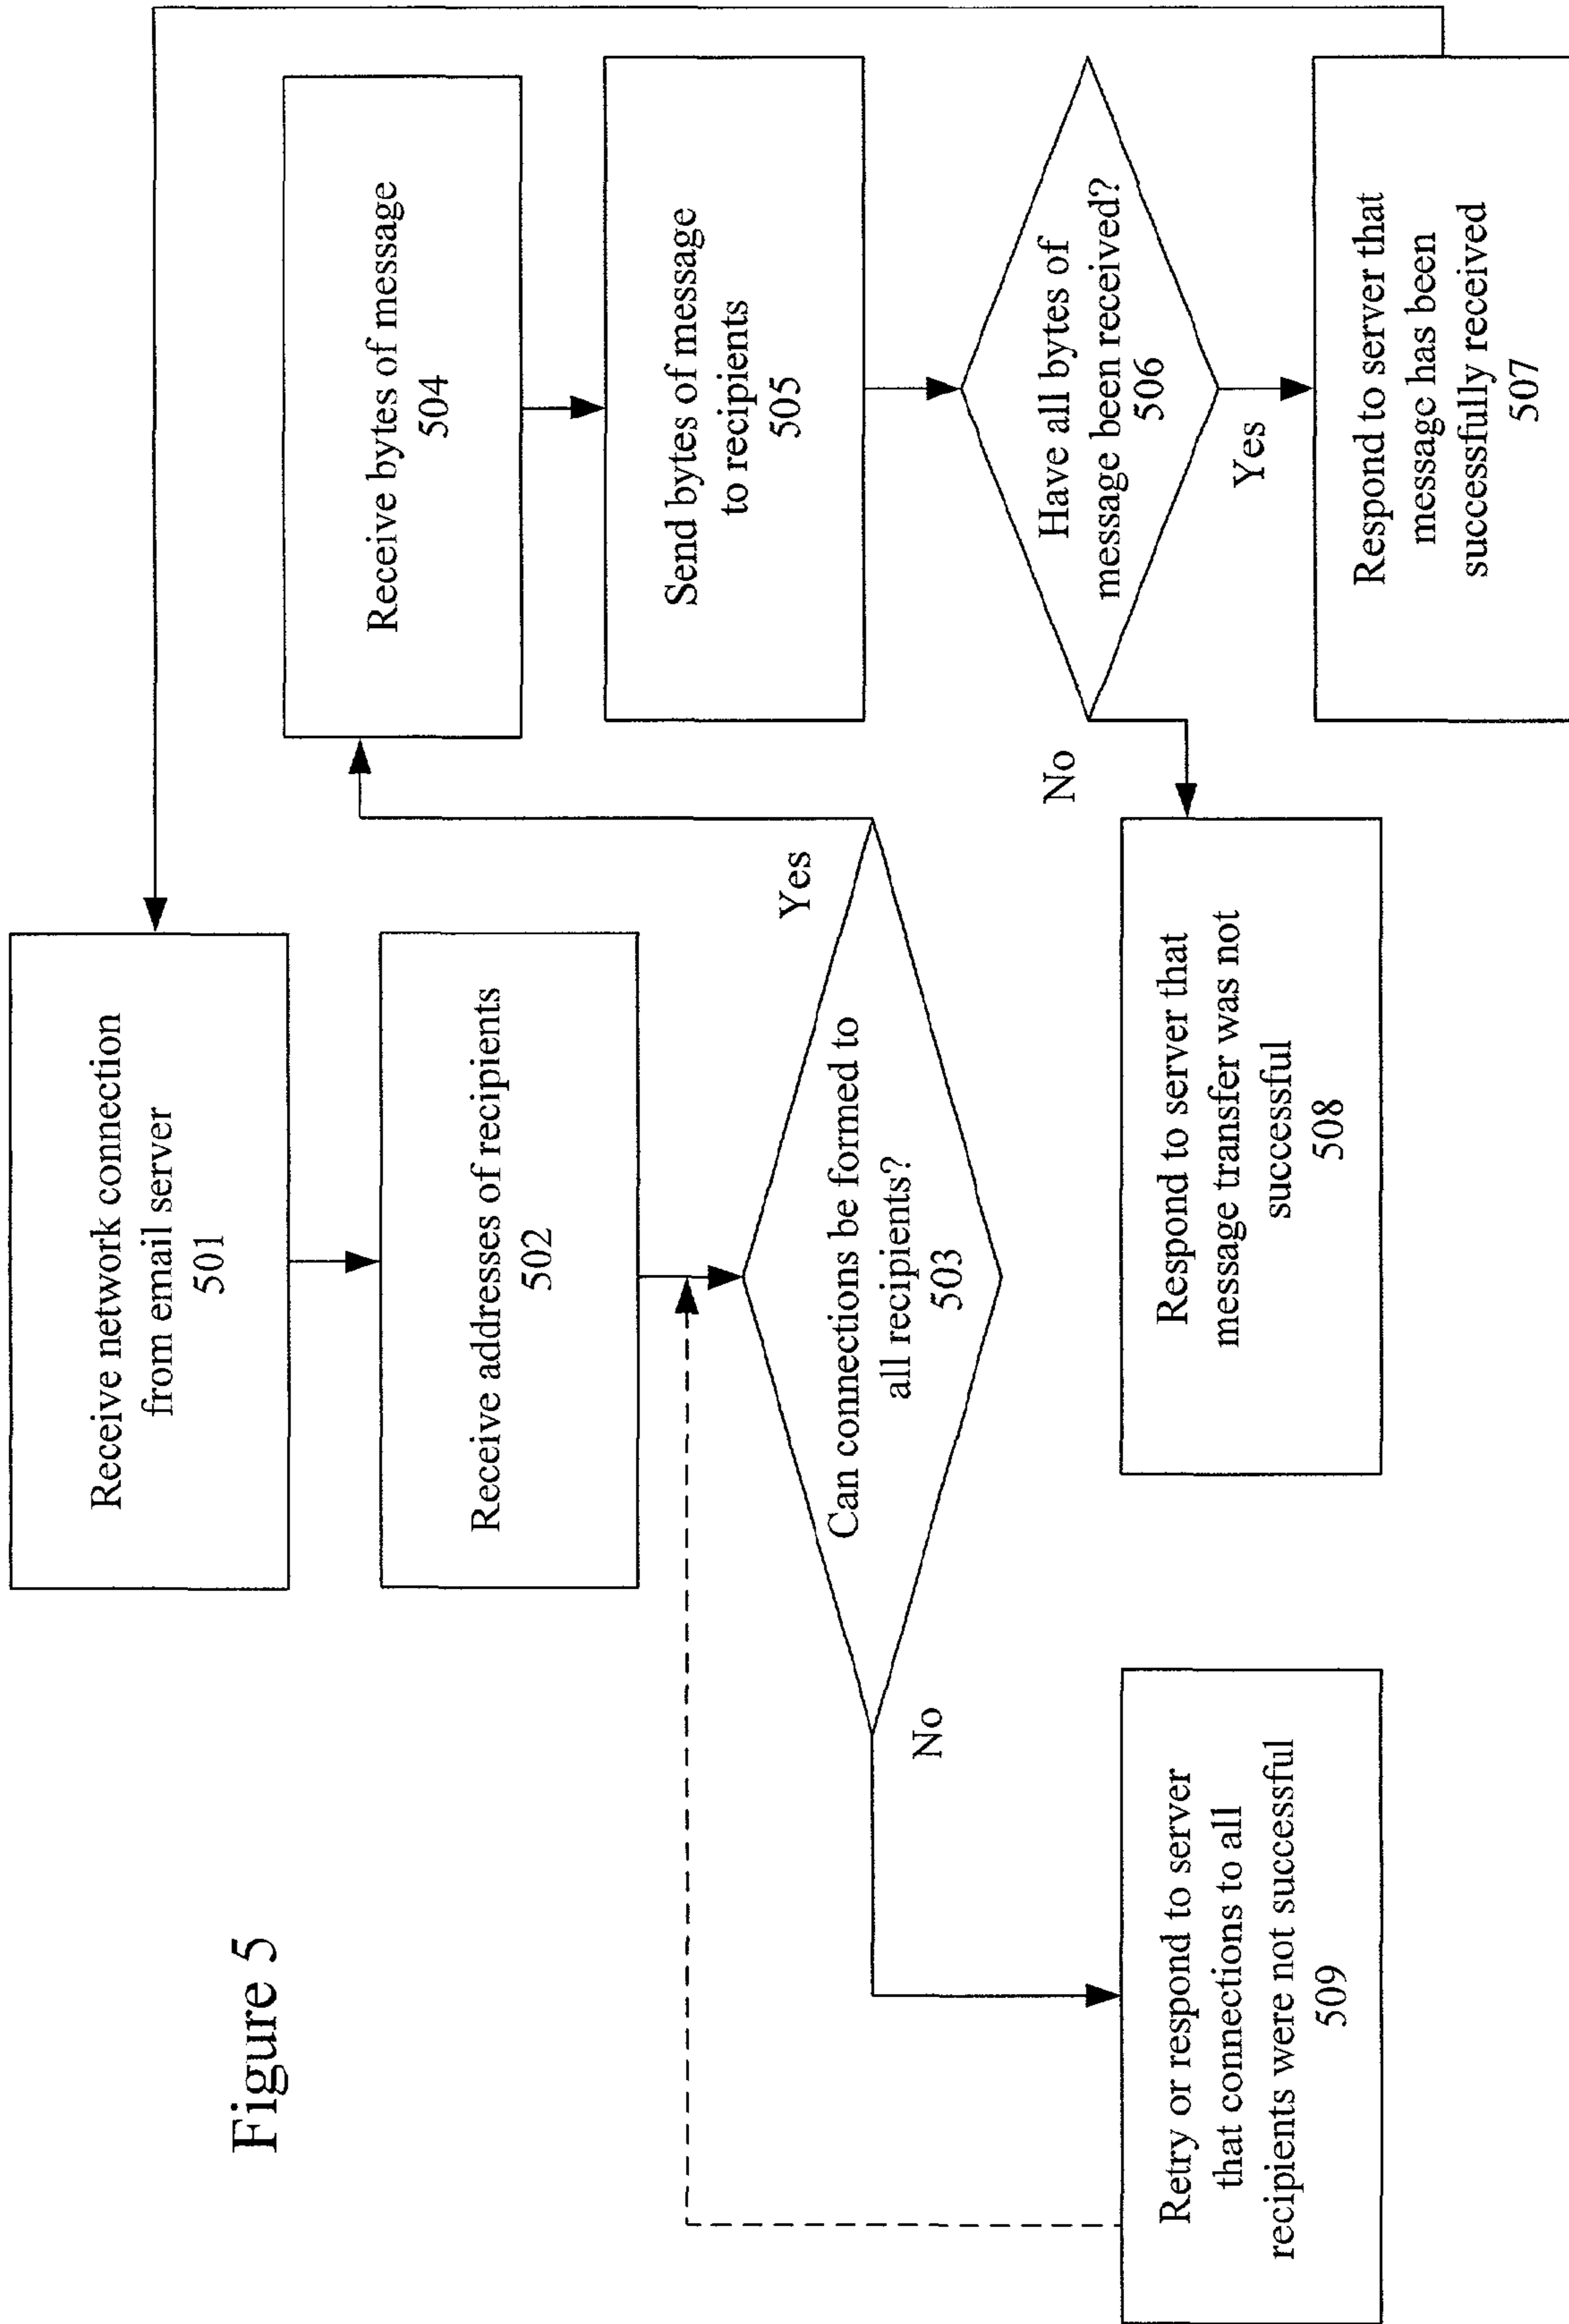 Figure 5
Receive network connection
from email server
501
Receive addresses of recipients
502
Can connections be formed to
all recipients?
503
Yes
No
Receive bytes of message
504
Send bytes of message
to recipients
505
Have all bytes of
message been received?
506
Yes
No
Respond to server that
message has been
successfully received
507
Respond to server that
message transfer was not
successful
508
Retry or respond to server
that connections to all
recipients were not successful
509